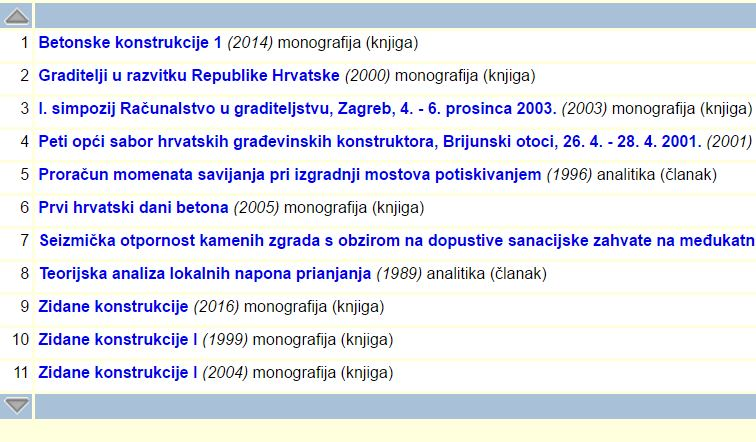 1 Betonske konstrukcije 1 (2014) monografija (knjiga)
2 Graditelji u razvitku Republike Hrvatske (2000) monografija (knjiga)
3 I. simpozij Računalstvo u graditeljstvu, Zagreb, 4. - 6. prosinca 2003. (2003) monografija (knjiga)
4 Peti opći sabor hrvatskih građevinskih konstruktora, Brijunski otoci, 26. 4. - 28. 4. 2001. (2001)
5 Proračun momenata savijanja pri izgradnji mostova potiskivanjem (1996) analitika (članak)
6 Prvi hrvatski dani betona (2005) monografija (knjiga)
7 Seizmička otpornost kamenih zgrada s obzirom na dopustive sanacijske zahvate na međukatn
8 Teorijska analiza lokalnih napona prianjanja (1989) analitika (članak)
9 Zidane konstrukcije (2016) monografija (knjiga)
10 Zidane konstrukcije I (1999) monografija (knjiga)
11 Zidane konstrukcije I (2004) monografija (knjiga)